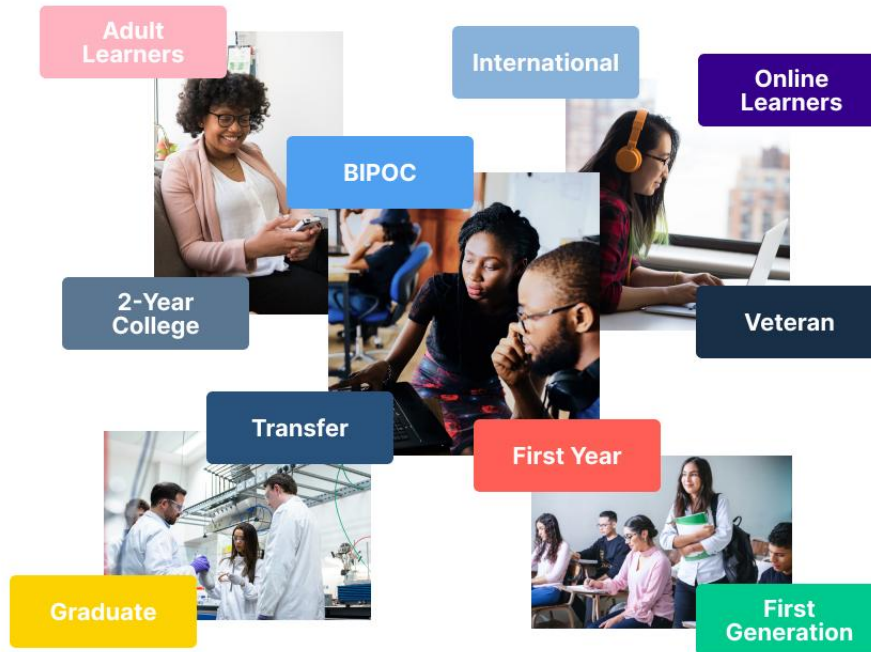 Adult
Learners
International
Online
Learners
BIPOC
2-Year
College
Veteran
Transfer
First Year
Graduate
First
Generation